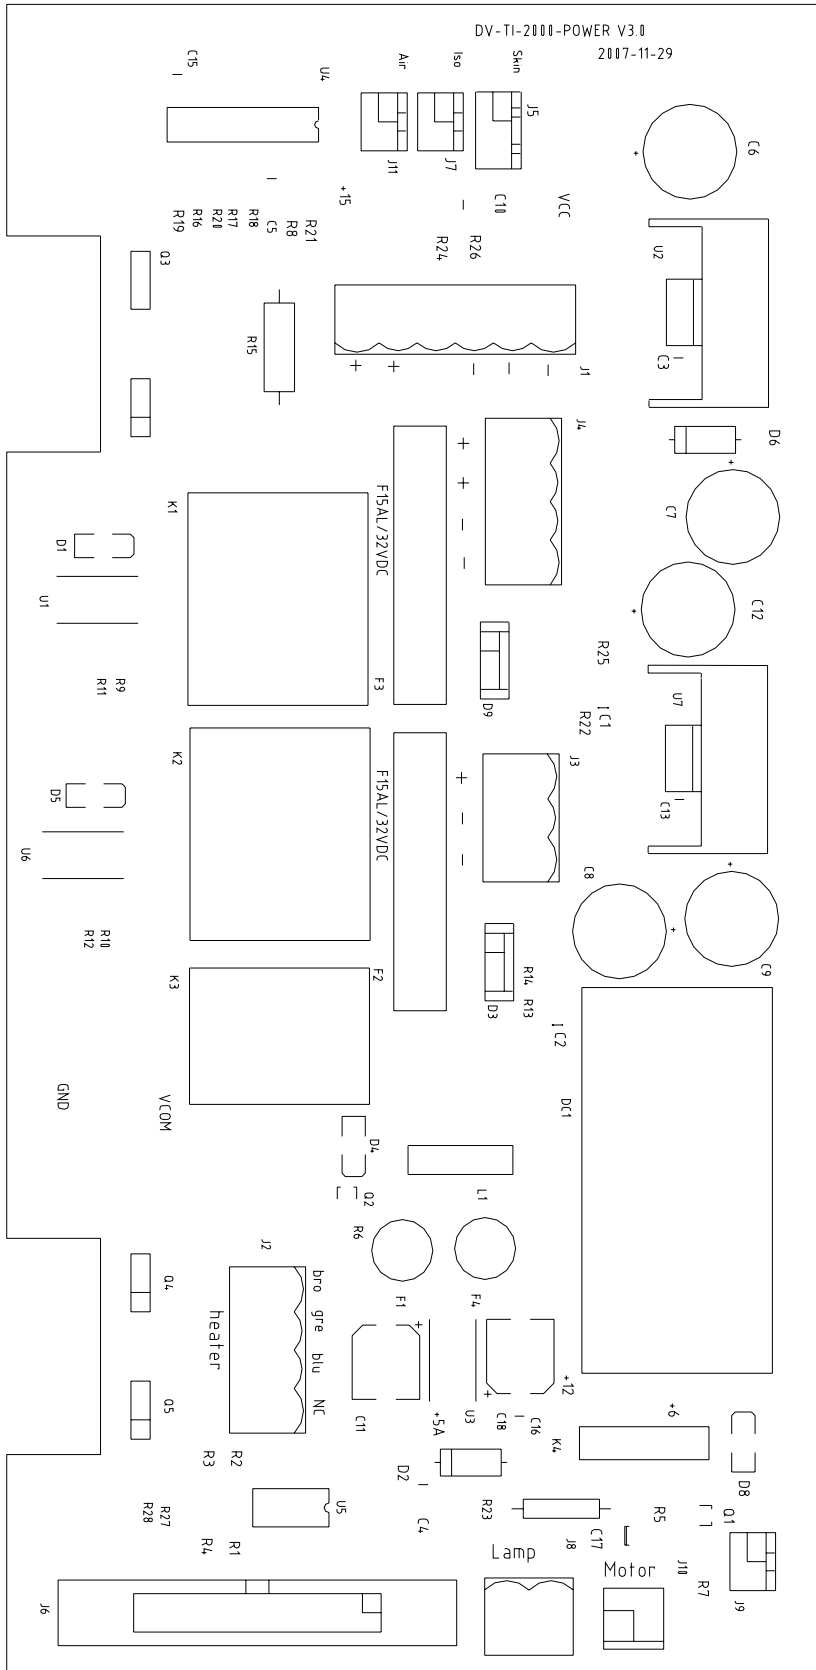 DV-TI-2000-POWER V3.0
2007-11-29
C15
U4
Air
Iso
Skin
J5
J11
J7
C6
+
+15
C10
VCC
R19
R16
R20
R17
R18
C5
R8
R21
R24
R26
Q3
U2
R15
C3
J1
+ + - - -
J4
D6
+
+
+
-
-
K1
F15AL/32VDC
C7
D1
U1
C12
+
R25
R11
R9
F3
D9
C1
R22
U7
K2
J3
F15AL/32VDC
+
-
-
D5
C13
U6
C8
+
+
R12
R10
K3
F2
R14
R13
D3
C9
C2
GND
VCOM
DC1
D4
L1
Q2
R6
J2
Q4
bro
gre
blu
NC
heater
F1
F4
+
+12
Q5
C11
+5A
U3
+
C18
C16
K4
+6
R3
R2
D2
D8
R28
R27
U5
C4
R23
J8
C17
R5
Q1
R4
R1
Lamp
Motor
J10
R7
J9
J6